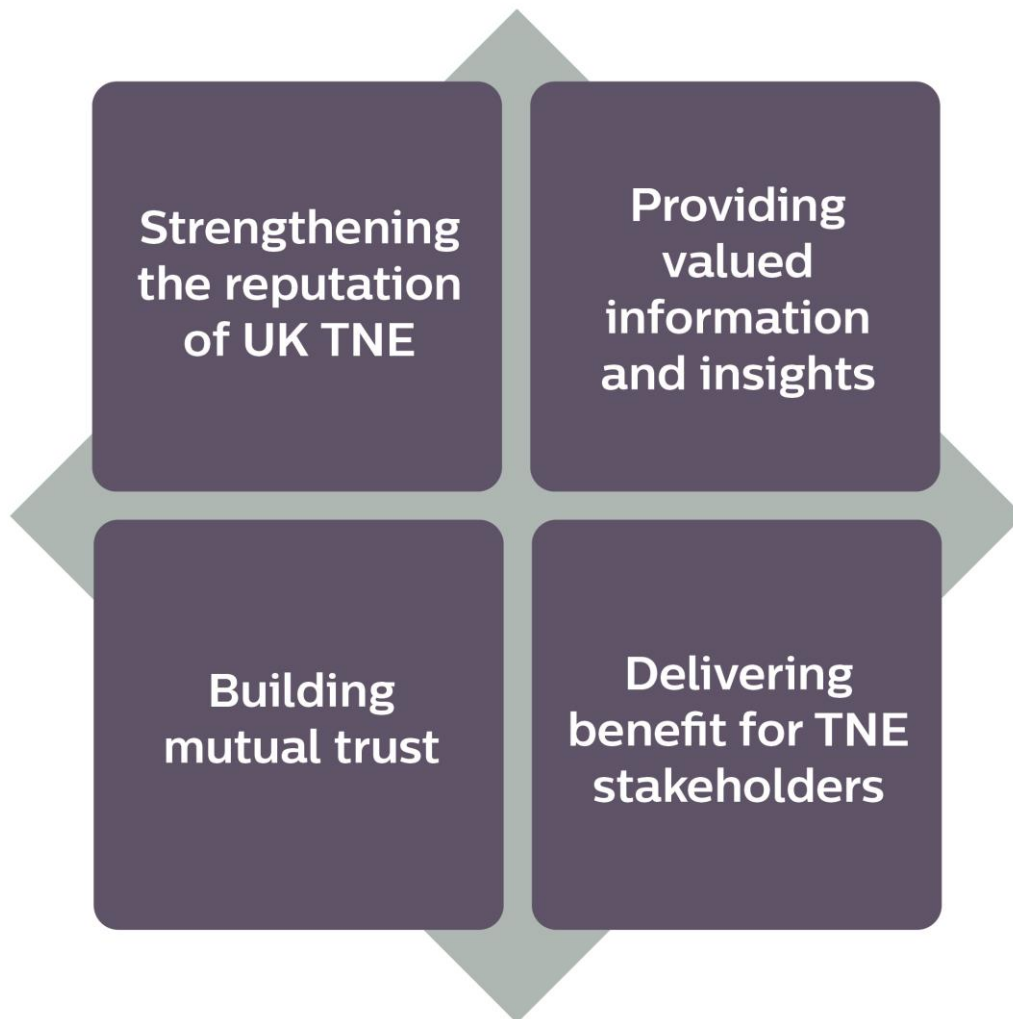 Strengthening
the reputation
of UK TNE
Providing
valued
information
and insights
Building
mutual trust
Delivering
benefit for TNE
stakeholders